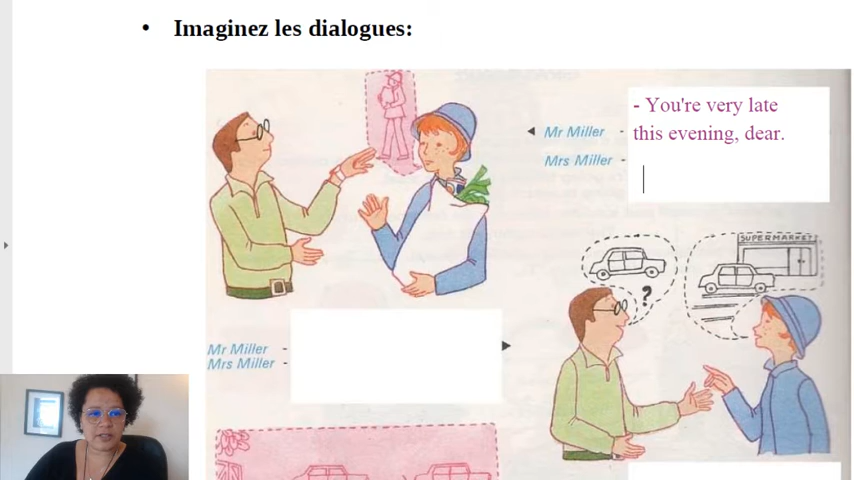 • Imaginez les dialogues:
- You're very late
Mr Miller - this evening, dear.
Mrs Miller -
SUPERMARKET
?
Mr Miller -
Mrs Miller -